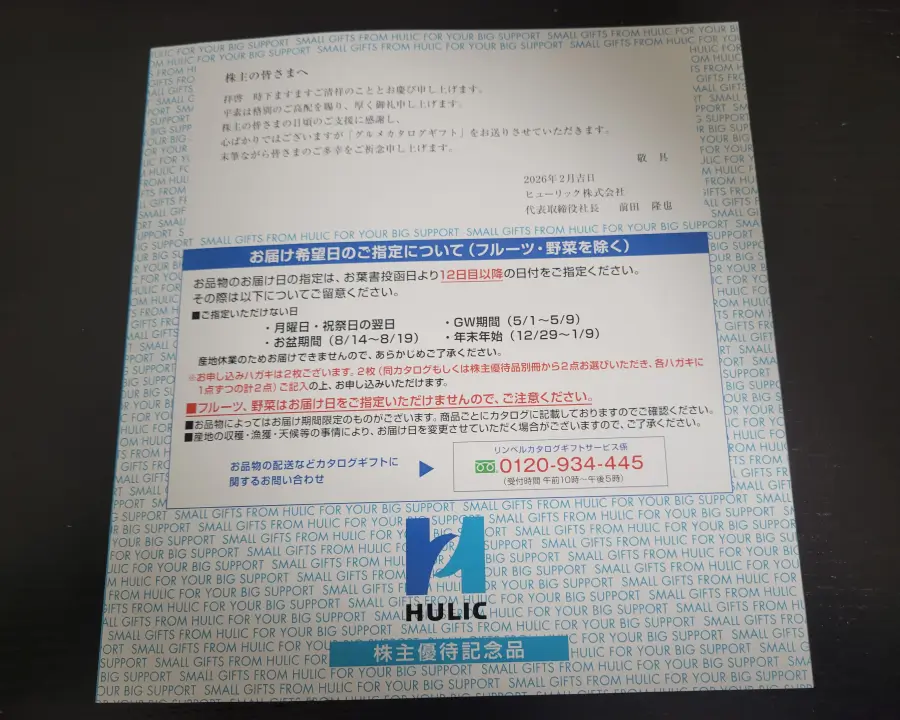 株主の皆さまへ
拝啓　時下ますますご清祥のこととお慶び申し上げます。
平素は格別のご高配を賜り、厚く御礼申し上げます。
株主の皆さまの日頃のご支援に感謝し、
心ばかりではございますが「グルメカタログギフト」をお送りさせていただきます。
末筆ながら皆さまのご多幸をご祈念申し上げます。
敬　具
2026年2月吉日
ヒューリック株式会社
代表取締役社長　前田　隆也
SMALL GIFTS FROM HULIC FOR YOUR BIG SUPPORT
お届け希望日のご指定について（フルーツ・野菜を除く）
お品物のお届け日の指定は、お葉書投函日より12日目以降の日付をご指定ください。
その際は以下についてご留意ください。
■ご指定いただけない日
・月曜日・祝祭日の翌日　・GW期間（5/1～5/9）
・お盆期間（8/14～8/19）　・年末年始（12/29～1/9）
産地休業のためお届けできませんので、あらかじめご了承ください。
※お申し込みハガキは2枚ございます。2枚（同カタログもしくは株主優待品別冊から2点お選びいただき、各ハガキに
1点ずつの計2点）ご記入の上、お申し込みいただけます。
■フルーツ、野菜はお届け日をご指定いただけませんので、ご注意ください。
■お品物によってはお届け期間限定のものがございます。商品ごとにカタログに記載しておりますのでご確認ください。
■産地の収穫・漁獲・天候等の事情により、お届け日を変更させていただく場合がございますので、ご了承ください。
お品物の配送などカタログギフトに
関するお問い合わせ
リンベルカタログギフトサービス係
0120-934-445
（受付時間 午前10時～午後5時）
HULIC
株主優待記念品